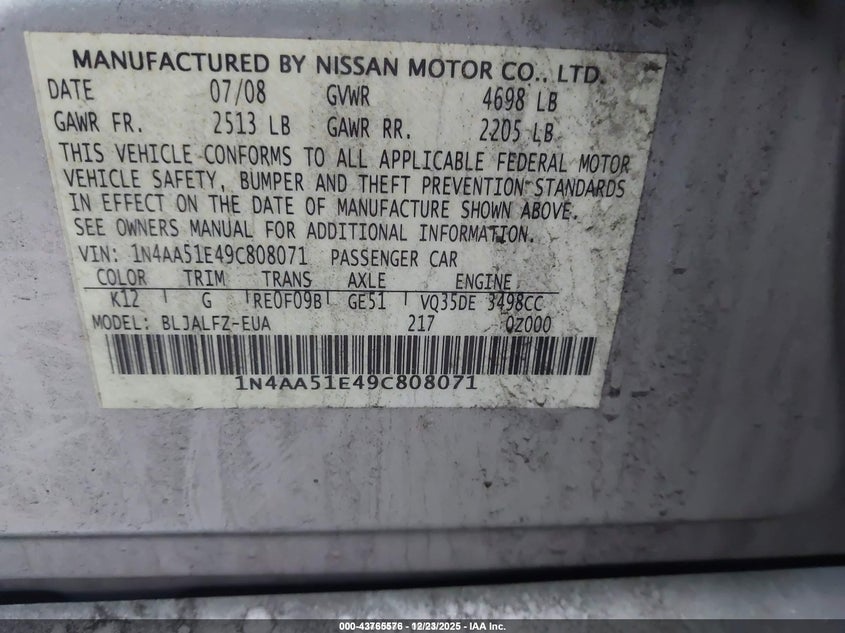 MANUFACTURED BY NISSAN MOTOR CO., LTD.
DATE 07/08 GVWR 4698 LB
GAWR FR. 2513 LB GAWR RR. 2205 LB
THIS VEHICLE CONFORMS TO ALL APPLICABLE FEDERAL MOTOR
VEHICLE SAFETY, BUMPER AND THEFT PREVENTION STANDARDS
IN EFFECT ON THE DATE OF MANUFACTURE SHOWN ABOVE.
SEE OWNERS MANUAL FOR ADDITIONAL INFORMATION.
VIN: 1N4AA51E49C808071 PASSENGER CAR
COLOR TRIM TRANS AXLE ENGINE
K12 G RE0F09B GE51 VQ35DE 3498CC
MODEL: BLJALFZ-EUA 217 0Z000
1N4AA51E49C808071
000-43765576 - 12/23/2025 - IAA Inc.